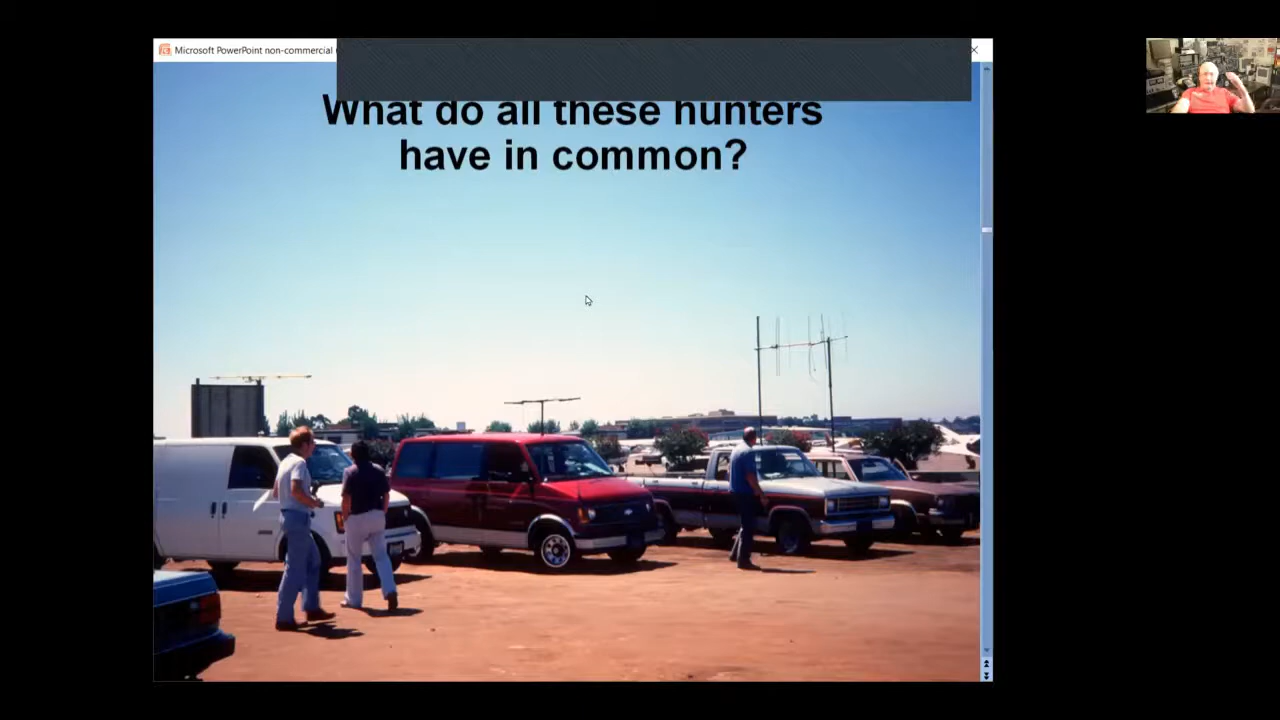 Microsoft PowerPoint non-commercial
What do all these hunters
have in common?